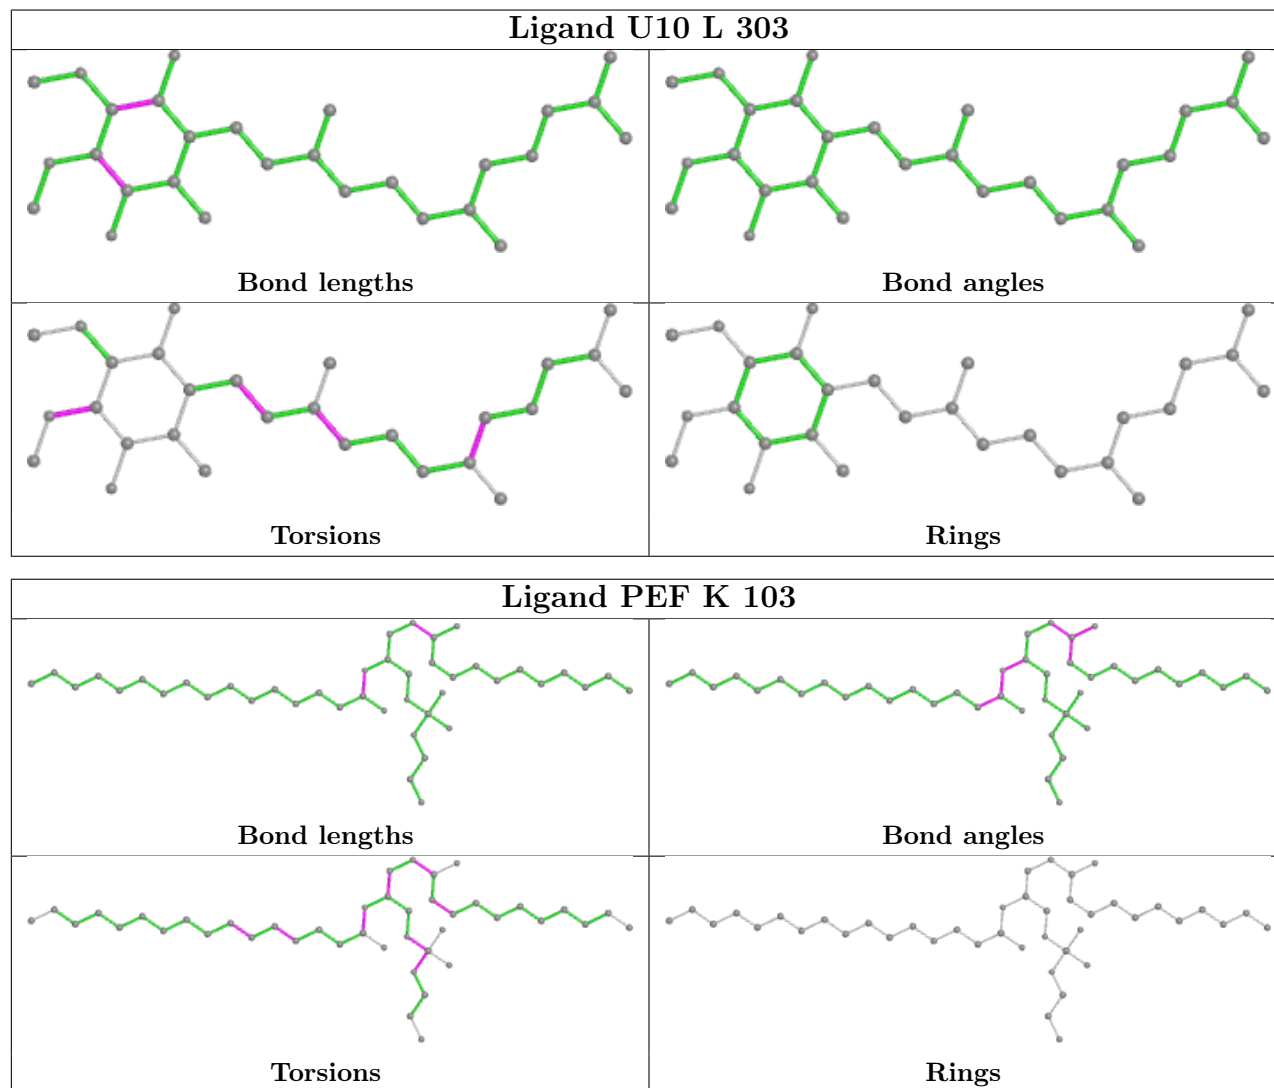 Ligand U10 L 303
Bond lengths
Bond angles
Torsions
Rings
Ligand PEF K 103
Bond lengths
Bond angles
Torsions
Rings